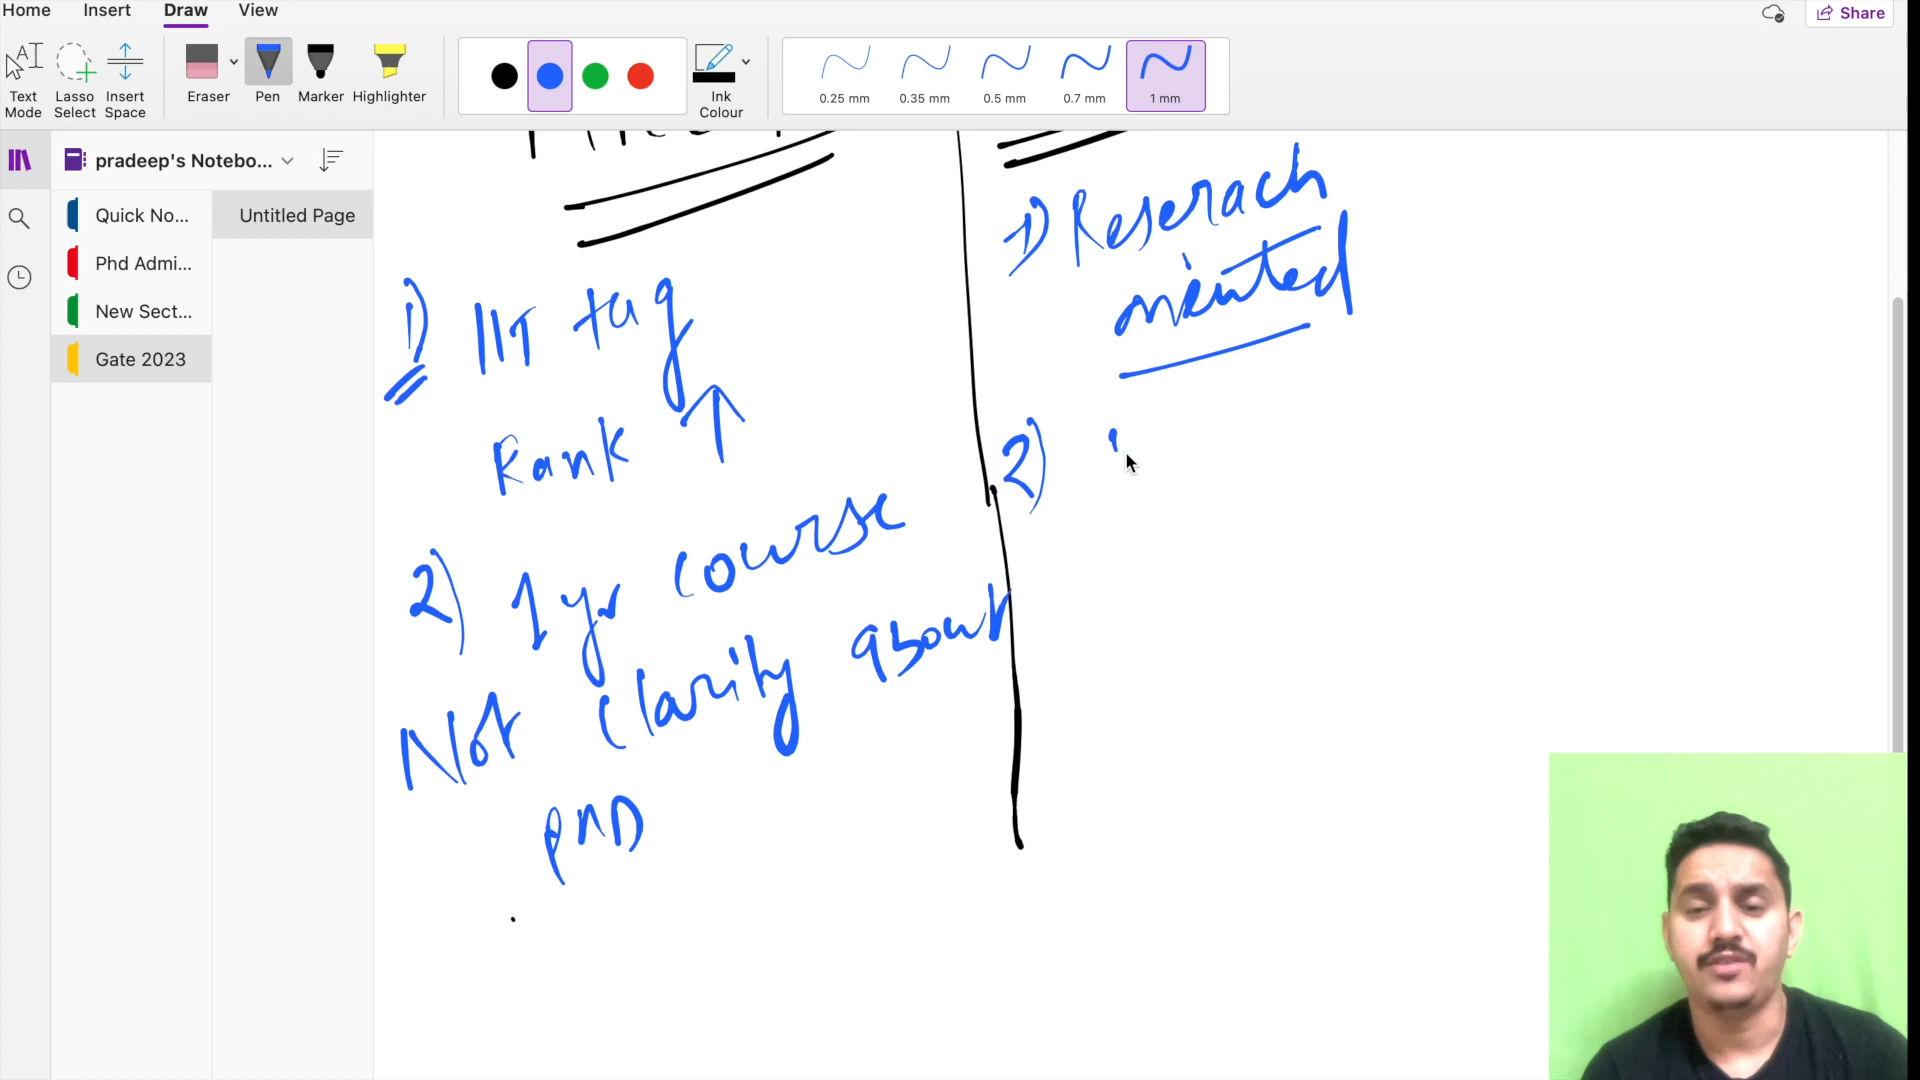 Home Insert Draw View Share
Text Mode
Lasso Select
Insert Space
Eraser
Pen
Marker
Highlighter
Ink Colour
0.25 mm
0.35 mm
0.5 mm
0.7 mm
1 mm
pradeep's Notebo...
Quick No...
Phd Admi...
New Sect...
Gate 2023
Untitled Page
1) IIT tag
Rank ↑
2) 1 yr course
Not clarity about
PhD
1) Reserach
oriented
2)